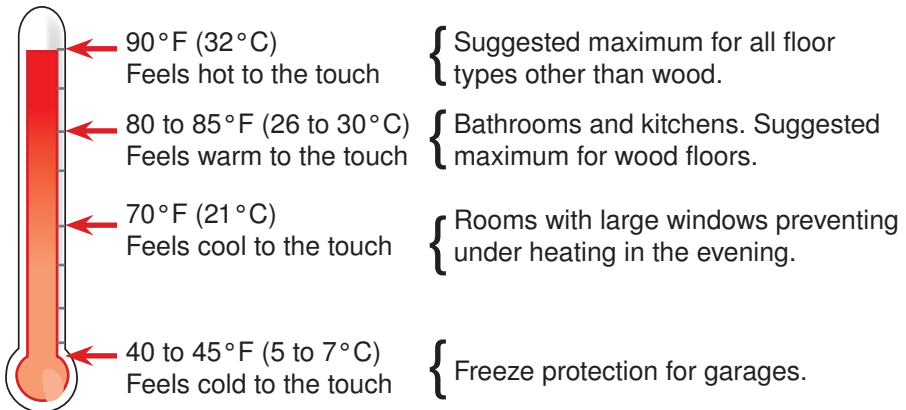 90°F (32°C)
Feels hot to the touch
Suggested maximum for all floor
types other than wood.
80 to 85°F (26 to 30°C)
Feels warm to the touch
Bathrooms and kitchens. Suggested
maximum for wood floors.
70°F (21°C)
Feels cool to the touch
Rooms with large windows preventing
under heating in the evening.
40 to 45°F (5 to 7°C)
Feels cold to the touch
Freeze protection for garages.